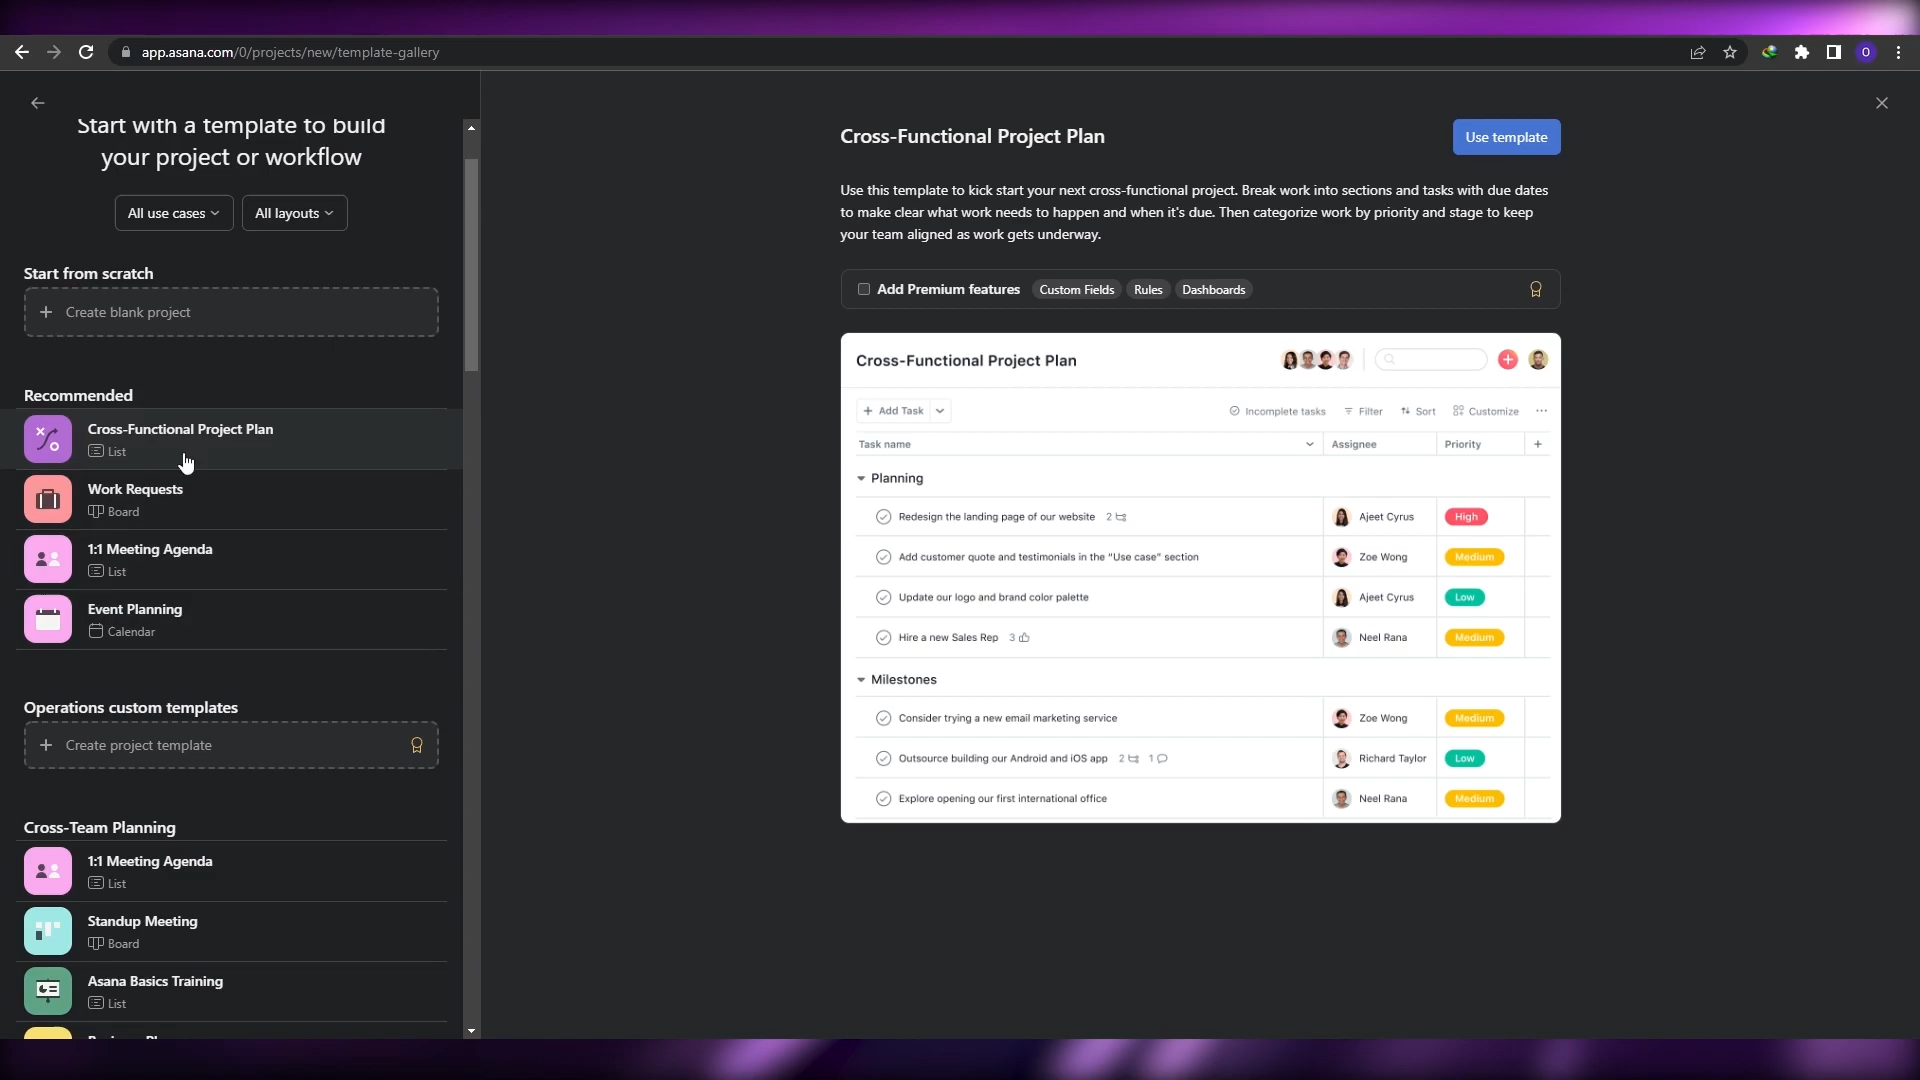 app.asana.com/0/projects/new/template-gallery
O
Start with a template to build
your project or workflow
All use cases
All layouts
Start from scratch
+ Create blank project
Recommended
Cross-Functional Project Plan
List
Work Requests
Board
1:1 Meeting Agenda
List
Event Planning
Calendar
Operations custom templates
+ Create project template
Cross-Team Planning
1:1 Meeting Agenda
List
Standup Meeting
Board
Asana Basics Training
List
Cross-Functional Project Plan
Use template
Use this template to kick start your next cross-functional project. Break work into sections and tasks with due dates
to make clear what work needs to happen and when it's due. Then categorize work by priority and stage to keep
your team aligned as work gets underway.
Add Premium features Custom Fields Rules Dashboards
Cross-Functional Project Plan
+ Add Task
Incomplete tasks Filter Sort Customize ...
Task name Assignee Priority +
Planning
Redesign the landing page of our website 2 Ajeet Cyrus High
Add customer quote and testimonials in the "Use case" section Zoe Wong Medium
Update our logo and brand color palette Ajeet Cyrus Low
Hire a new Sales Rep 3 Neel Rana Medium
Milestones
Consider trying a new email marketing service Zoe Wong Medium
Outsource building our Android and iOS app 2 1 Richard Taylor Low
Explore opening our first international office Neel Rana Medium